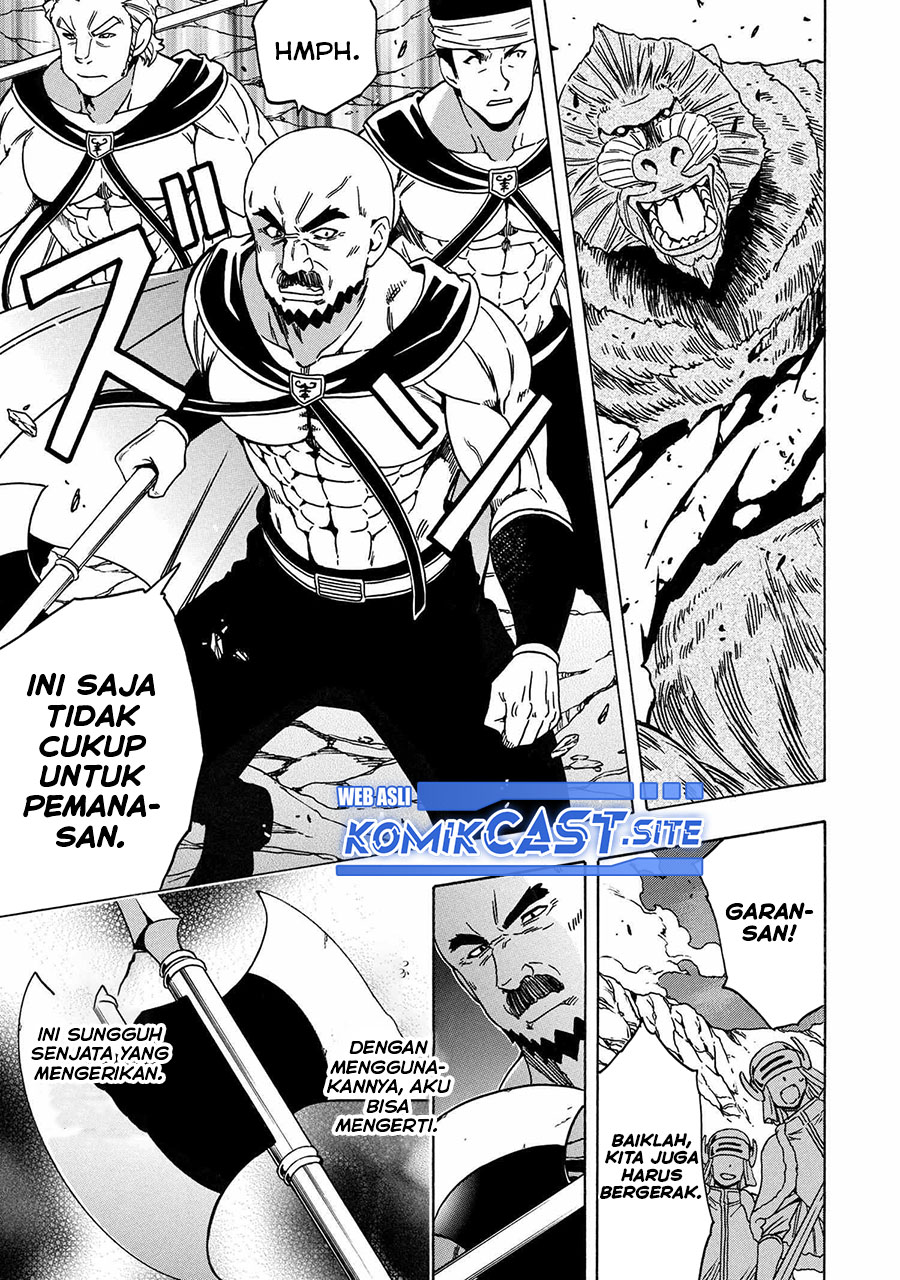 HMPH.
ズズ
INI SAJA
TIDAK
CUKUP
UNTUK
PEMANA-
SAN.
WEB ASLI
KOMIKCAST.SITE
GARAN-
SAN!
BAIKLAH,
KITA JUGA
HARUS
BERGERAK.
DENGAN
MENGGUNA-
KANNYA, AKU
BISA
MENGERTI.
INI SUNGGUH
SENJATA YANG
MENGERIKAN.